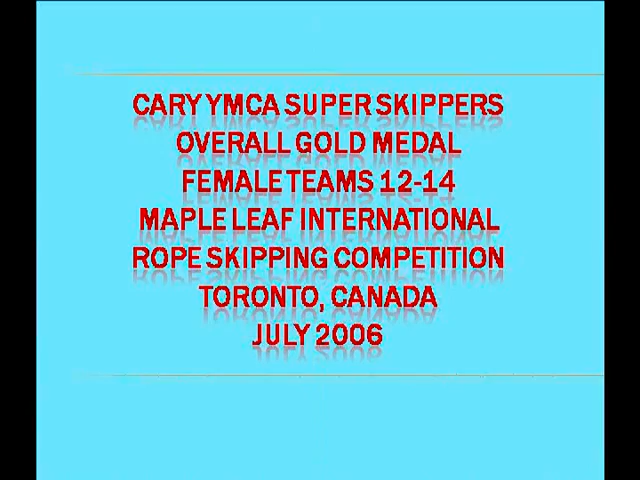 CARY YMCA SUPER SKIPPERS
OVERALL GOLD MEDAL
FEMALE TEAMS 12-14
MAPLE LEAF INTERNATIONAL
ROPE SKIPPING COMPETITION
TORONTO, CANADA
JULY 2006